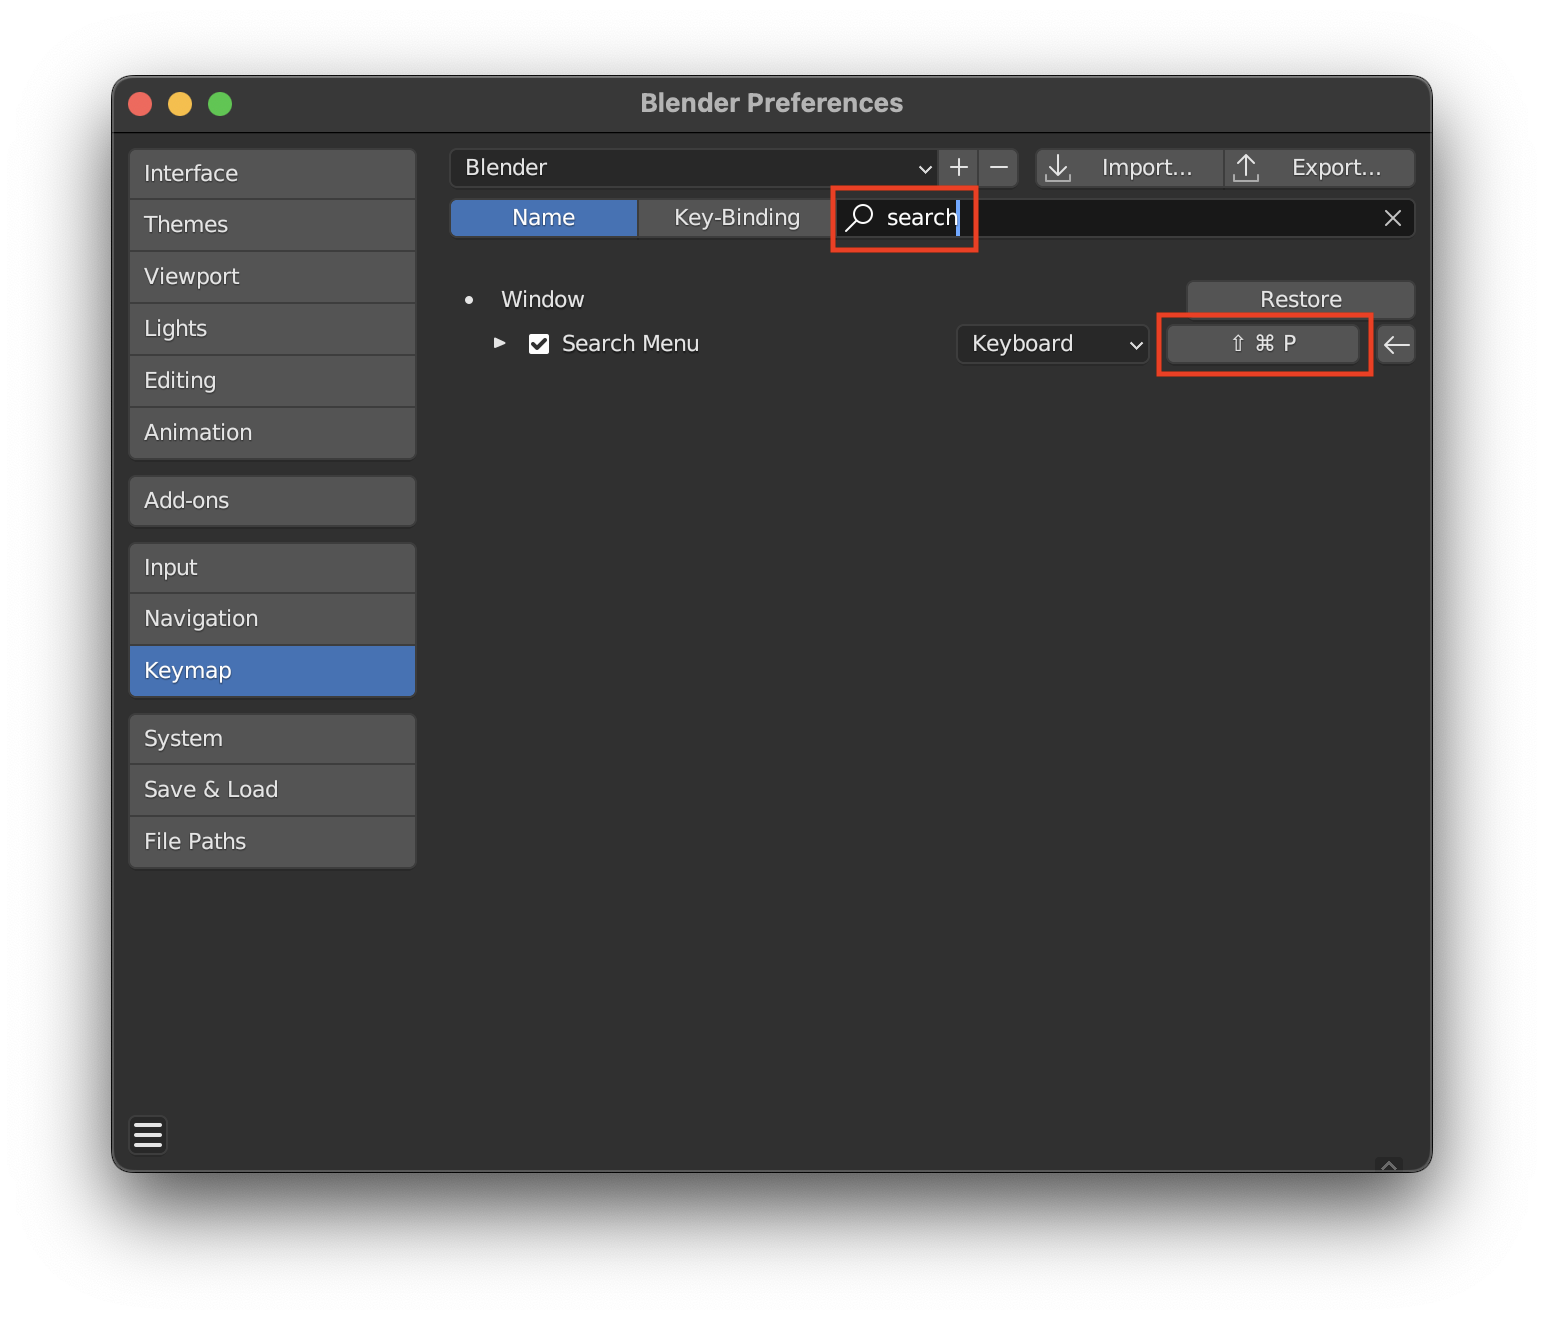 Blender Preferences
Interface
Themes
Viewport
Lights
Editing
Animation
Add-ons
Input
Navigation
Keymap
System
Save & Load
File Paths
Blender
Import...
Export...
Name
Key-Binding
search
Window
Restore
Search Menu
Keyboard
⇧ ⌘ P